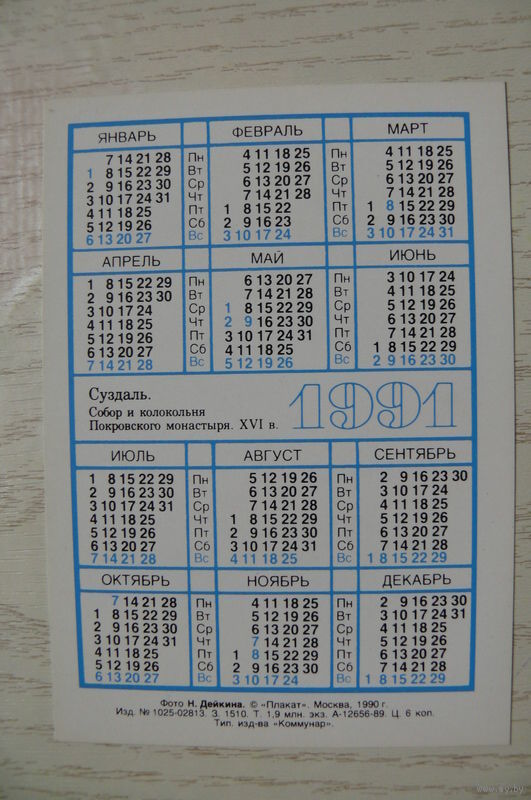 ЯНВАРЬ ФЕВРАЛЬ МАРТ
7 14 21 28 Пн 4 11 18 25 Пн 4 11 18 25
1 8 15 22 29 Вт 5 12 19 26 Вт 5 12 19 26
2 9 16 23 30 Ср 6 13 20 27 Ср 6 13 20 27
3 10 17 24 31 Чт 7 14 21 28 Чт 7 14 21 28
4 11 18 25 Пт 1 8 15 22 Пт 1 8 15 22 29
5 12 19 26 Сб 2 9 16 23 Сб 2 9 16 23 30
6 13 20 27 Вс 3 10 17 24 Вс 3 10 17 24 31
АПРЕЛЬ МАЙ ИЮНЬ
1 8 15 22 29 Пн 6 13 20 27 Пн 3 10 17 24
2 9 16 23 30 Вт 7 14 21 28 Вт 4 11 18 25
3 10 17 24 Ср 1 8 15 22 29 Ср 5 12 19 26
4 11 18 25 Чт 2 9 16 23 30 Чт 6 13 20 27
5 12 19 26 Пт 3 10 17 24 31 Пт 7 14 21 28
6 13 20 27 Сб 4 11 18 25 Сб 1 8 15 22 29
7 14 21 28 Вс 5 12 19 26 Вс 2 9 16 23 30
Суздаль. 1991
Собор и колокольня
Покровского монастыря. XVI в.
ИЮЛЬ АВГУСТ СЕНТЯБРЬ
1 8 15 22 29 Пн 5 12 19 26 Пн 2 9 16 23 30
2 9 16 23 30 Вт 6 13 20 27 Вт 3 10 17 24
3 10 17 24 31 Ср 7 14 21 28 Ср 4 11 18 25
4 11 18 25 Чт 1 8 15 22 29 Чт 5 12 19 26
5 12 19 26 Пт 2 9 16 23 30 Пт 6 13 20 27
6 13 20 27 Сб 3 10 17 24 31 Сб 7 14 21 28
7 14 21 28 Вс 4 11 18 25 Вс 1 8 15 22 29
ОКТЯБРЬ НОЯБРЬ ДЕКАБРЬ
7 14 21 28 Пн 4 11 18 25 Пн 2 9 16 23 30
1 8 15 22 29 Вт 5 12 19 26 Вт 3 10 17 24 31
2 9 16 23 30 Ср 6 13 20 27 Ср 4 11 18 25
3 10 17 24 31 Чт 7 14 21 28 Чт 5 12 19 26
4 11 18 25 Пт 1 8 15 22 29 Пт 6 13 20 27
5 12 19 26 Сб 2 9 16 23 30 Сб 7 14 21 28
6 13 20 27 Вс 3 10 17 24 Вс 1 8 15 22 29
Фото Н. Дейкина. © «Плакат». Москва, 1990 г.
Изд. № 1025-02813. З. 1510. Т. 1,9 млн. экз. А-12656-89. Ц. 6 коп.
Тип. изд-ва «Коммунар».
www.ay.by